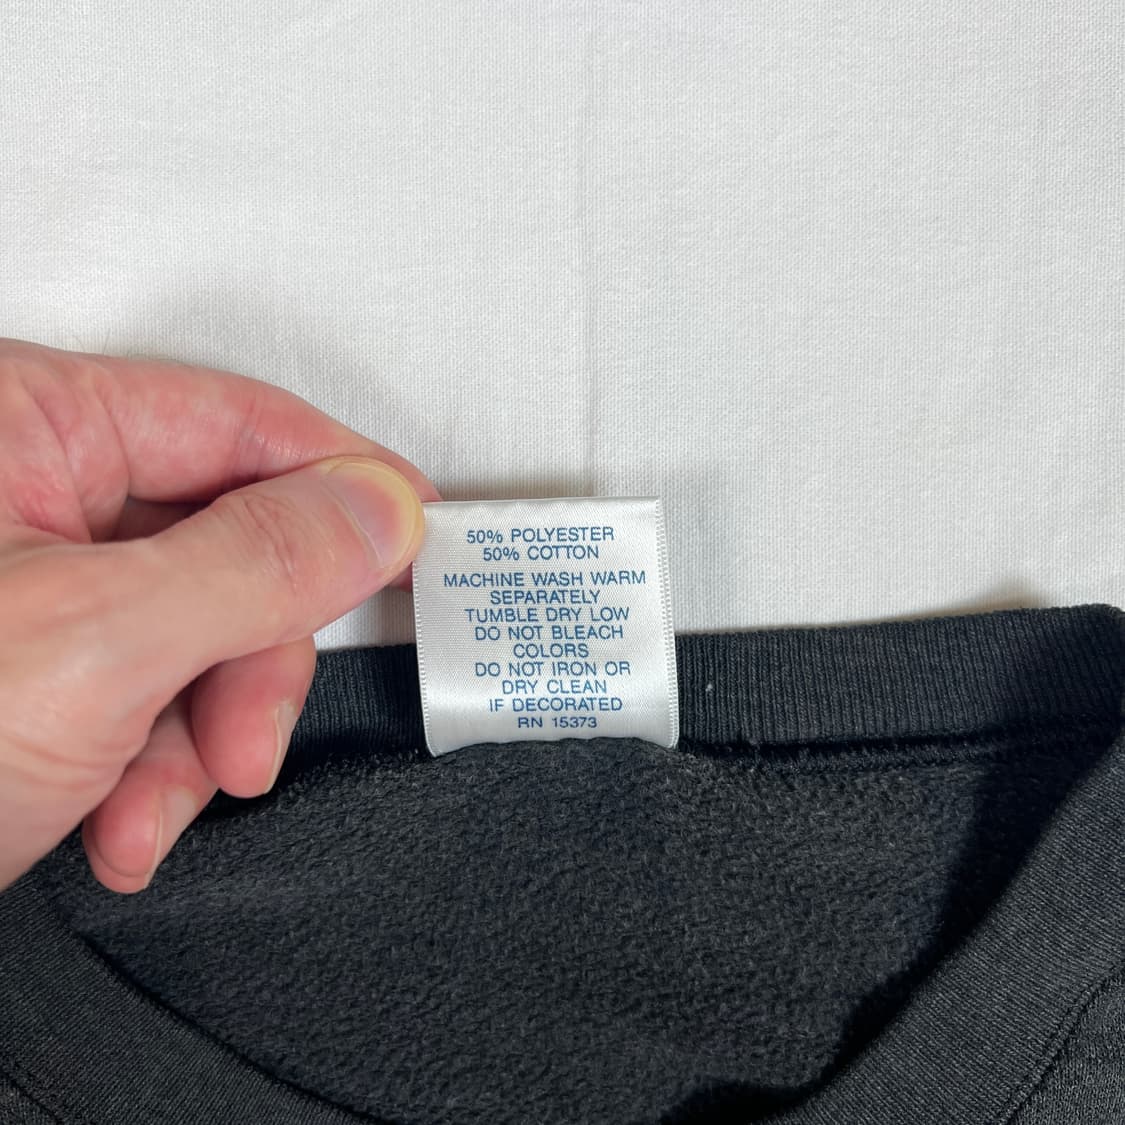 50% POLYESTER
50% COTTON
MACHINE WASH WARM
SEPARATELY
TUMBLE DRY LOW
DO NOT BLEACH
COLORS
DO NOT IRON OR
DRY CLEAN
IF DECORATED
RN 15373